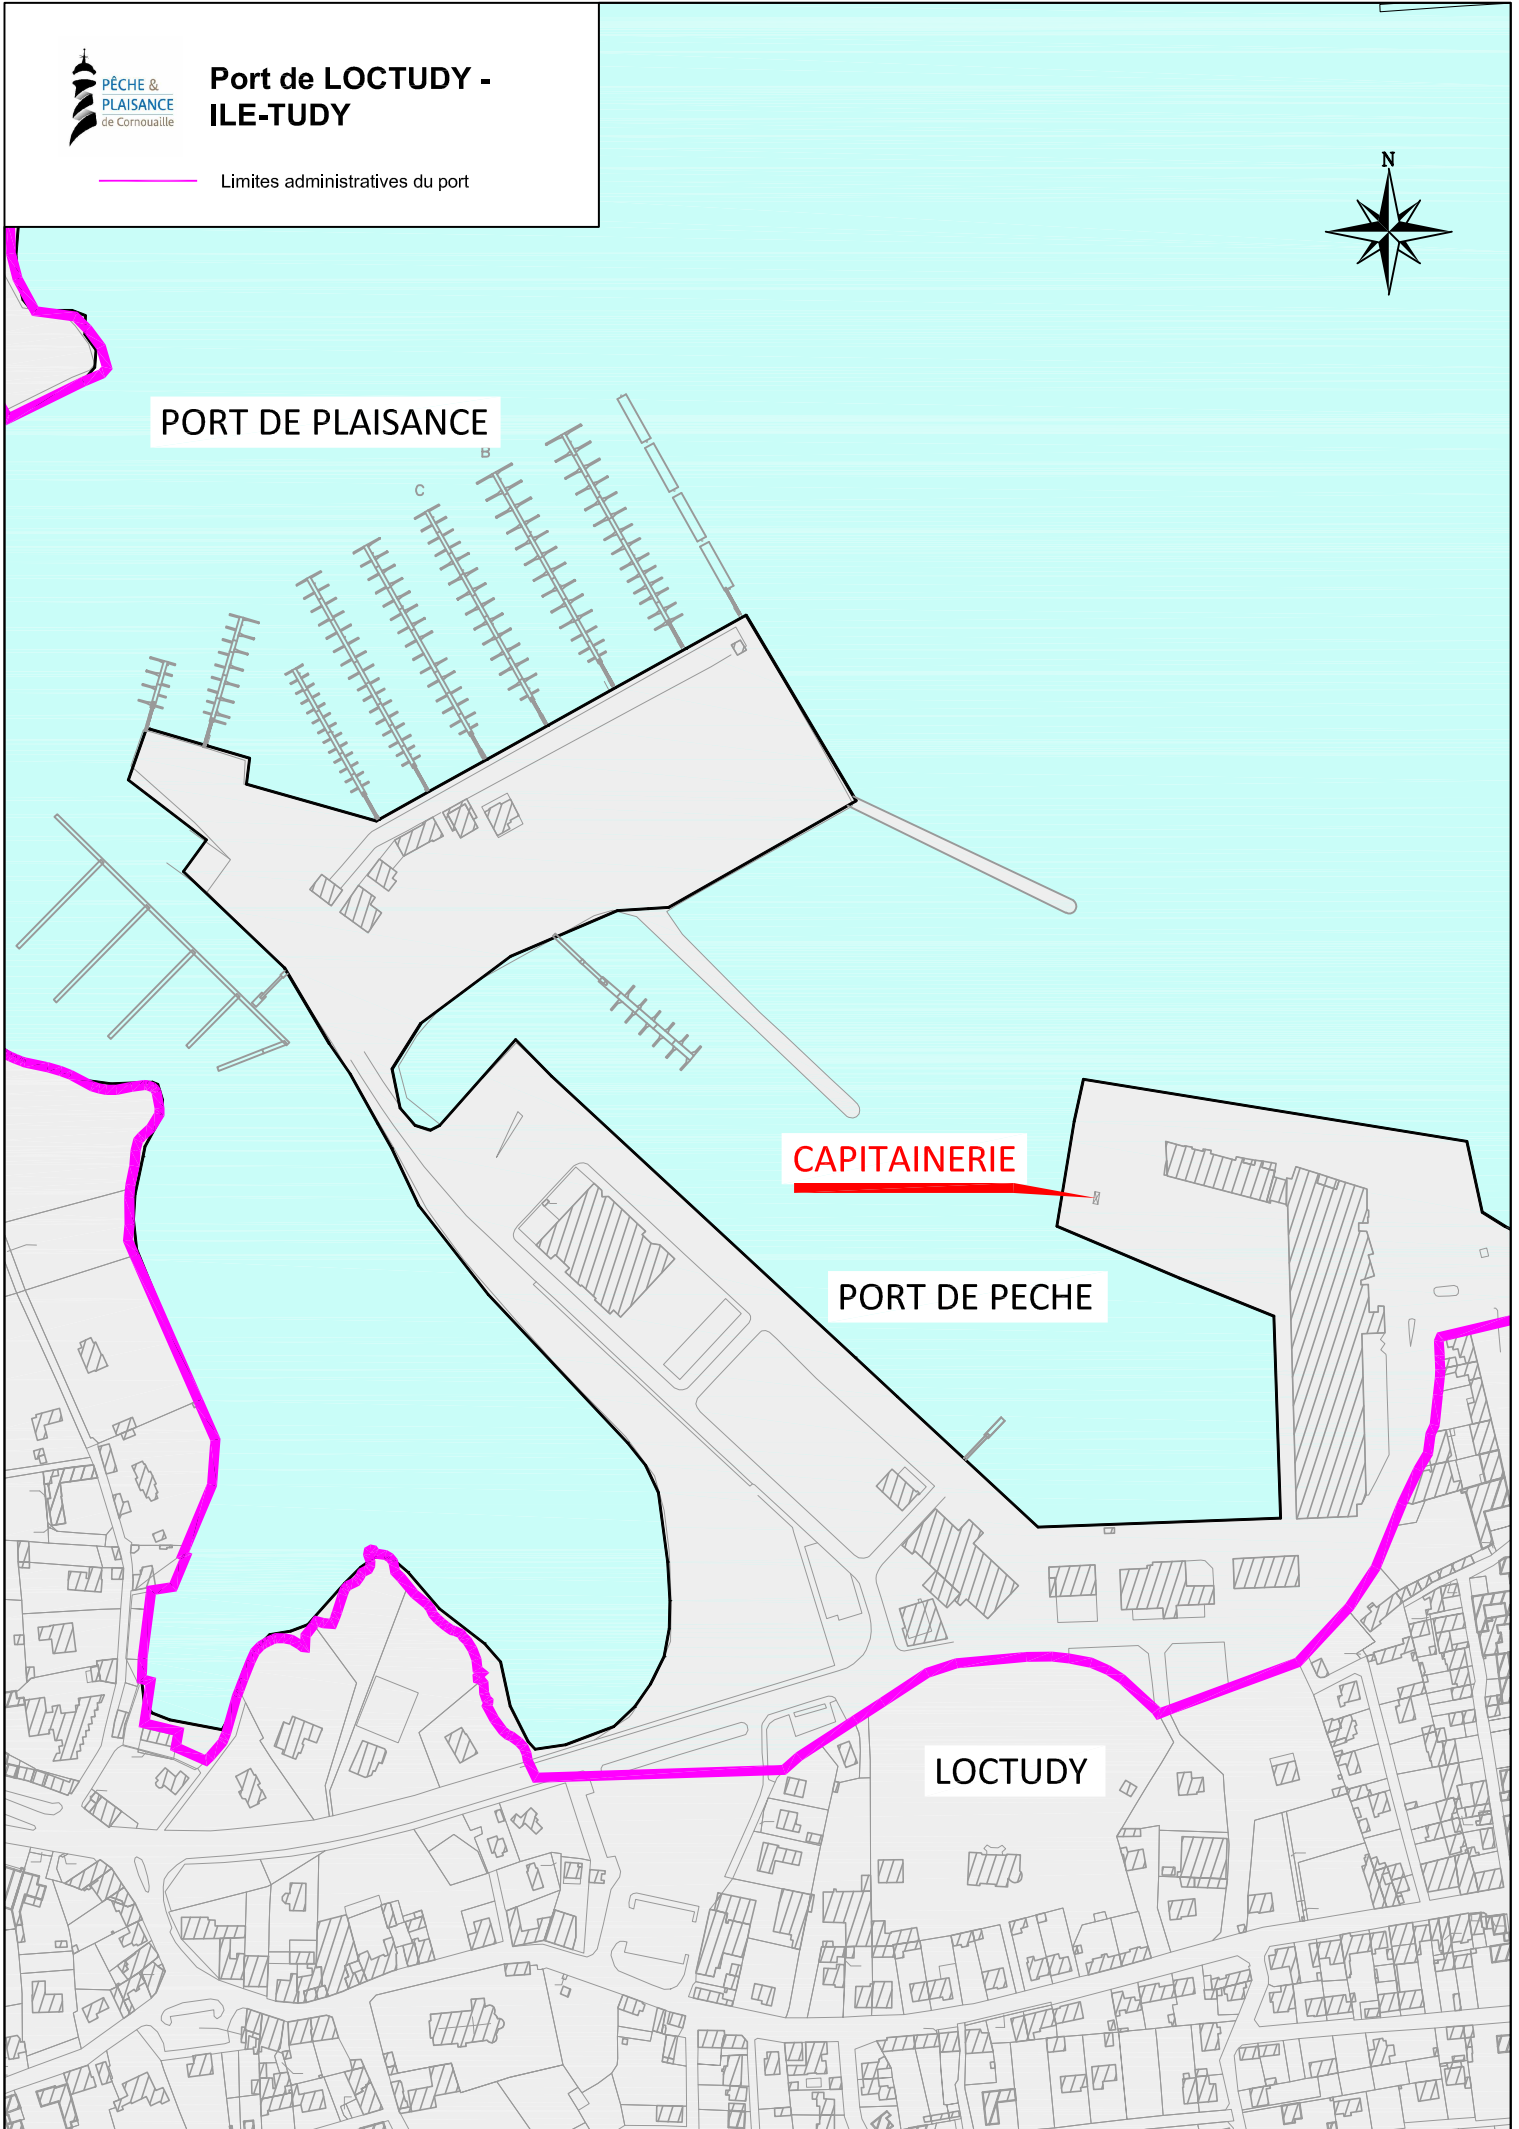 PÊCHE &
PLAISANCE
de Cornouaille
Port de LOCTUDY -
ILE-TUDY
Limites administratives du port
N
PORT DE PLAISANCE
B
C
CAPITAINERIE
PORT DE PECHE
LOCTUDY